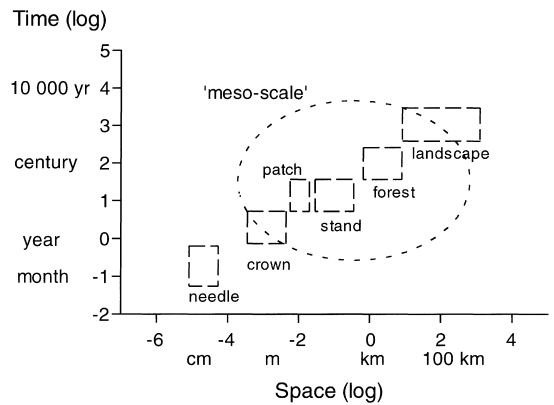 Time (log)
5
10 000 yr 4
'meso-scale'
3
landscape
century 2
patch
forest
1
stand
year 0
crown
month -1
needle
-2
-6 -4 -2 0 2 4
cm m km 100 km
Space (log)